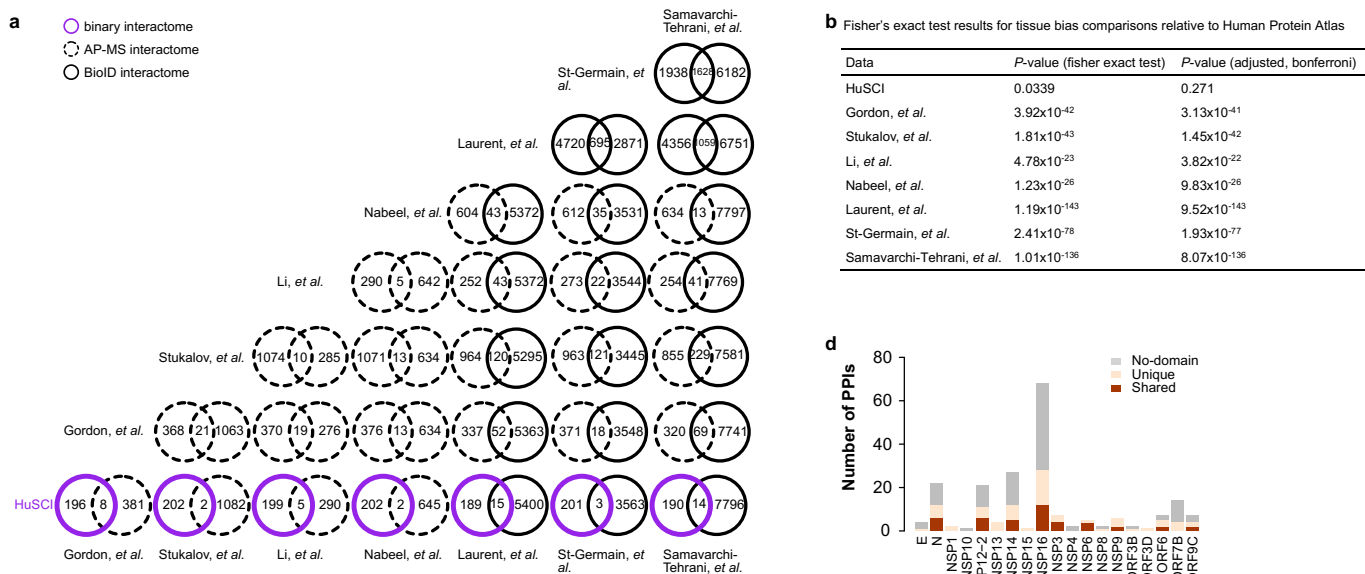 a
binary interactome
AP-MS interactome
BioID interactome
Samavarchi-
Tehrani, et al.
St-Germain, et
al.
1938 1628 6182
Laurent, et al.
4720 695 2871 4356 1059 6751
Nabeel, et al.
604 43 5372 612 35 3531 634 13 7797
Li, et al.
290 5 642 252 43 5372 273 22 3544 254 41 7769
Stukalov, et al.
1074 10 285 1071 13 634 964 120 5295 963 121 3445 855 229 7581
Gordon, et al.
368 21 1063 370 19 276 376 13 634 337 52 5363 371 18 3548 320 69 7741
HuSCI
196 8 381 202 2 1082 199 5 290 202 2 645 189 15 5400 201 3 3563 190 14 7796
Gordon, et al. Stukalov, et al. Li, et al. Nabeel, et al. Laurent, et al. St-Germain, et al. Samavarchi-Tehrani, et al.
b Fisher's exact test results for tissue bias comparisons relative to Human Protein Atlas
Data P-value (fisher exact test) P-value (adjusted, bonferroni)
HuSCI 0.0339 0.271
Gordon, et al. 3.92x10⁻⁴² 3.13x10⁻⁴¹
Stukalov, et al. 1.81x10⁻⁴³ 1.45x10⁻⁴²
Li, et al. 4.78x10⁻²³ 3.82x10⁻²²
Nabeel, et al. 1.23x10⁻²⁶ 9.83x10⁻²⁶
Laurent, et al. 1.19x10⁻¹⁴³ 9.52x10⁻¹⁴³
St-Germain, et al. 2.41x10⁻⁷⁸ 1.93x10⁻⁷⁷
Samavarchi-Tehrani, et al. 1.01x10⁻¹³⁶ 8.07x10⁻¹³⁶
d
No-domain
Unique
Shared
Number of PPIs
80
60
40
20
0
E
N
NSP1
NSP10
P12-2
NSP13
NSP14
NSP15
NSP16
NSP3
NSP4
NSP6
NSP8
NSP9
ORF3B
ORF3D
ORF6
ORF7B
ORF9C